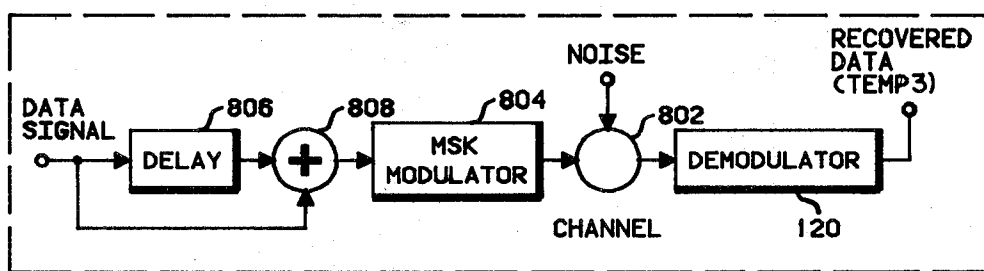 DATA
SIGNAL
806
DELAY
808
+
804
MSK
MODULATOR
NOISE
802
CHANNEL
DEMODULATOR
120
RECOVERED
DATA
(TEMP3)